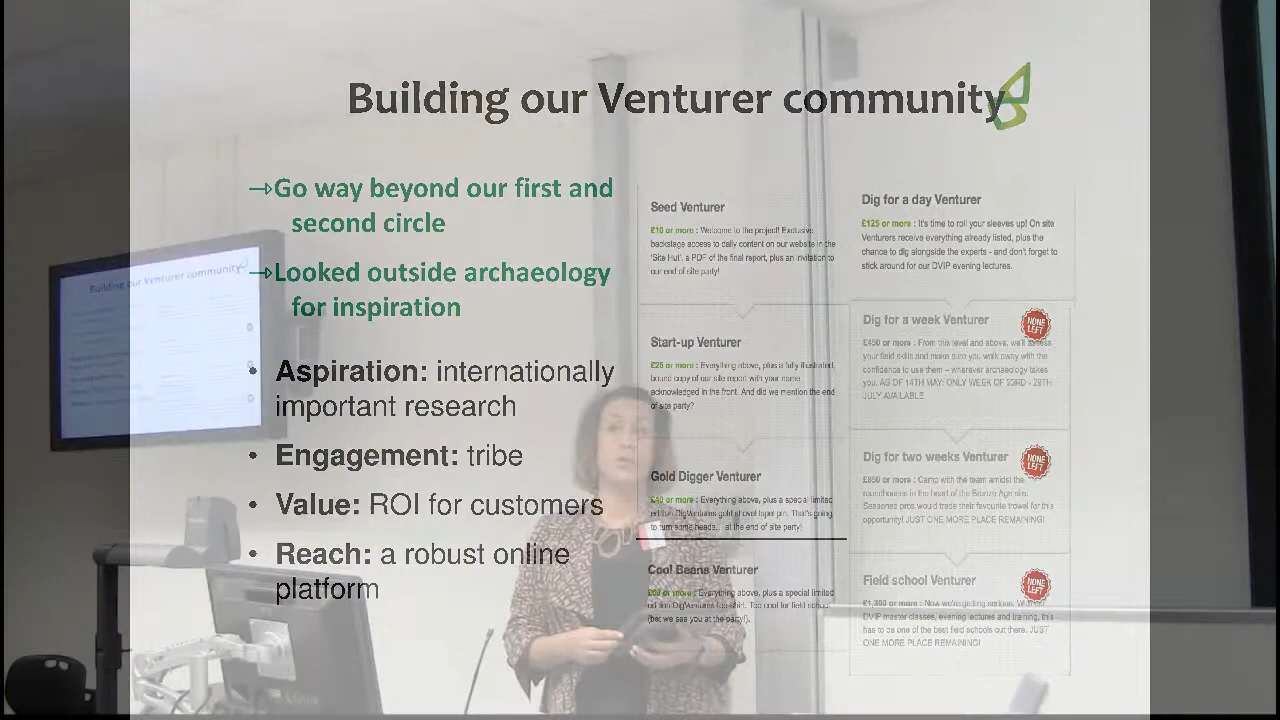 Building our Venturer community
→Go way beyond our first and
second circle
→Looked outside archaeology
for inspiration
• Aspiration: internationally
important research
• Engagement: tribe
• Value: ROI for customers
• Reach: a robust online
platform
Seed Venturer
£10 or more : Welcome to the project! Exclusive
backstage access to daily content on our website in the
'Site Hut', a PDF of the final report, plus an invitation to
our end of site party!
Start-up Venturer
£25 or more : Everything above, plus a fully illustrated,
bound copy of our site report with your name
acknowledged in the front. And did we mention the end
of site party?
Gold Digger Venturer
£40 or more : Everything above, plus a special limited
edition DigVentures gold shovel lapel pin. That's going
to turn some heads... at the end of site party!
Cool Beans Venturer
£60 or more : Everything above, plus a special limited
edition DigVentures tee-shirt. Too cool for field school
(bet we see you at the party!).
Dig for a day Venturer
£125 or more : It's time to roll your sleeves up! On site
Venturers receive everything already listed, plus the
chance to dig alongside the experts - and don't forget to
stick around for our DVIP evening lectures.
Dig for a week Venturer
NONE
LEFT
£450 or more : From this level and above, we'll assess
your field skills and make sure you walk away with the
confidence to use them – wherever archaeology takes
you. AS OF 14TH MAY: ONLY WEEK OF 23RD - 29TH
JULY AVAILABLE
Dig for two weeks Venturer
NONE
LEFT
£850 or more : Camp with the team amidst the
roundhouses in the heart of the Bronze Age site.
Seasoned pros would trade their favourite trowel for this
opportunity! JUST ONE MORE PLACE REMAINING!
Field school Venturer
NONE
LEFT
£1,300 or more : Now we're getting serious. With our
DVIP master classes, evening lectures and training, this
has to be one of the best field schools out there. JUST
ONE MORE PLACE REMAINING!
Building our Venturer community